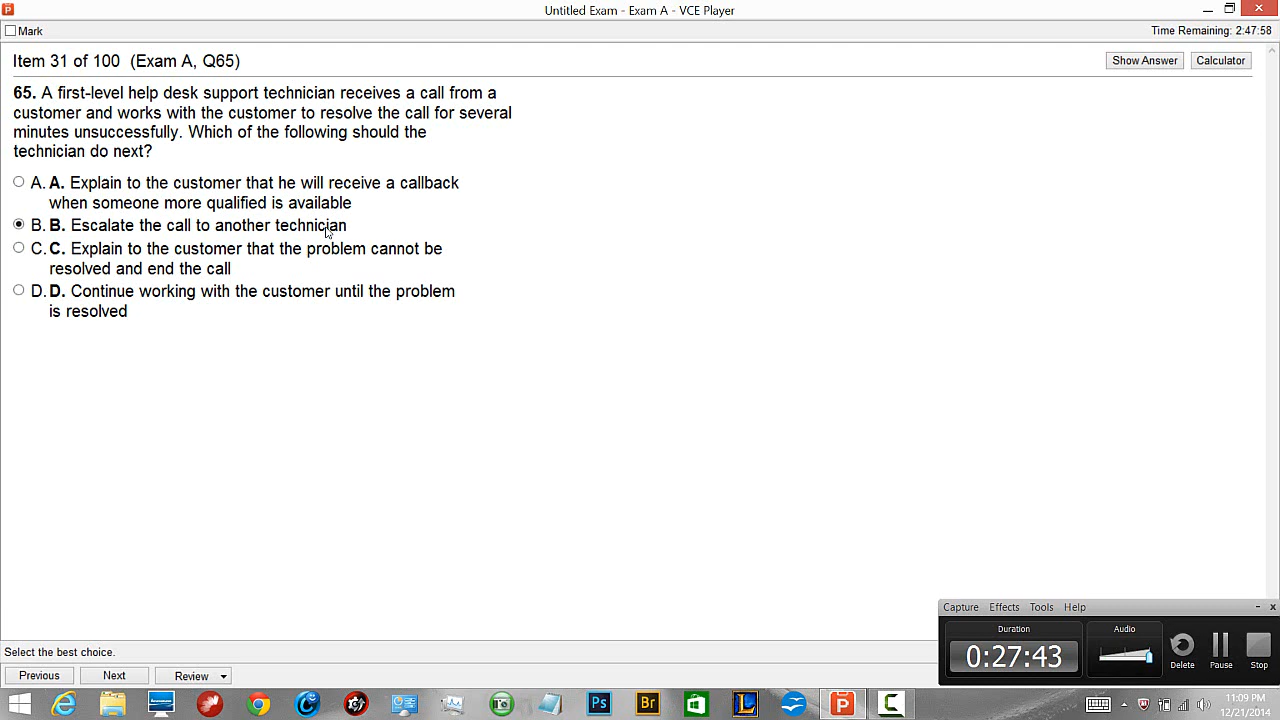 Untitled Exam - Exam A - VCE Player
Mark
Time Remaining: 2:47:58
Item 31 of 100 (Exam A, Q65)
Show Answer
Calculator
65. A first-level help desk support technician receives a call from a
customer and works with the customer to resolve the call for several
minutes unsuccessfully. Which of the following should the
technician do next?
A. A. Explain to the customer that he will receive a callback
when someone more qualified is available
B. B. Escalate the call to another technician
C. C. Explain to the customer that the problem cannot be
resolved and end the call
D. D. Continue working with the customer until the problem
is resolved
Select the best choice.
Previous
Next
Review
Capture Effects Tools Help
Duration
Audio
0:27:43
Delete
Pause
Stop
Ps
Br
L
P
C
11:09 PM
12/21/2014